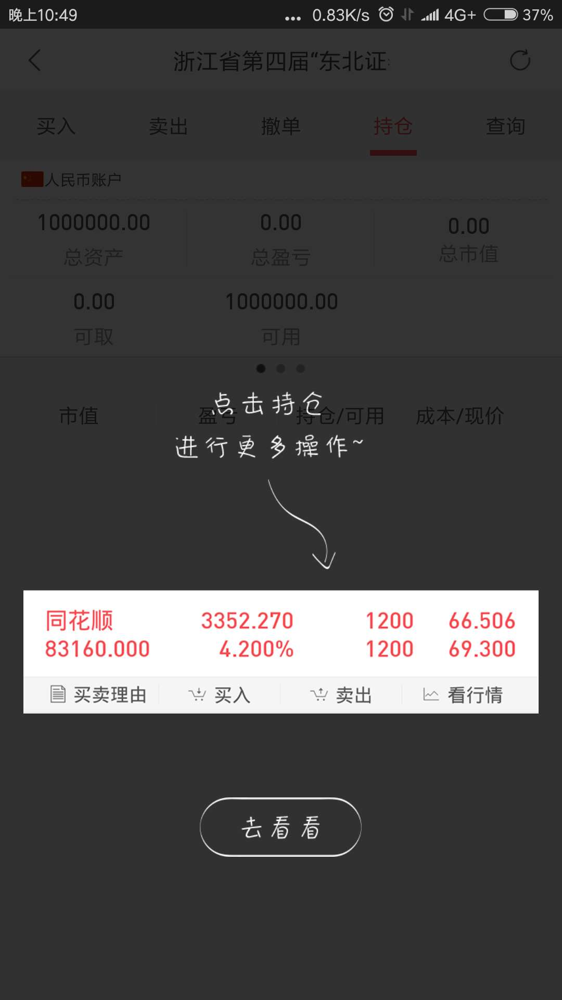 晚上10:49 ... 0.83K/s 4G+ 37%
浙江省第四届“东北证
买入 卖出 撤单 持仓 查询
人民币账户
1000000.00 0.00 0.00
总资产 总盈亏 总市值
0.00 1000000.00
可取 可用
点击持仓
市值 盈亏 持仓/可用 成本/现价
进行更多操作~
同花顺 3352.270 1200 66.506
83160.000 4.200% 1200 69.300
买卖理由 买入 卖出 看行情
去看看